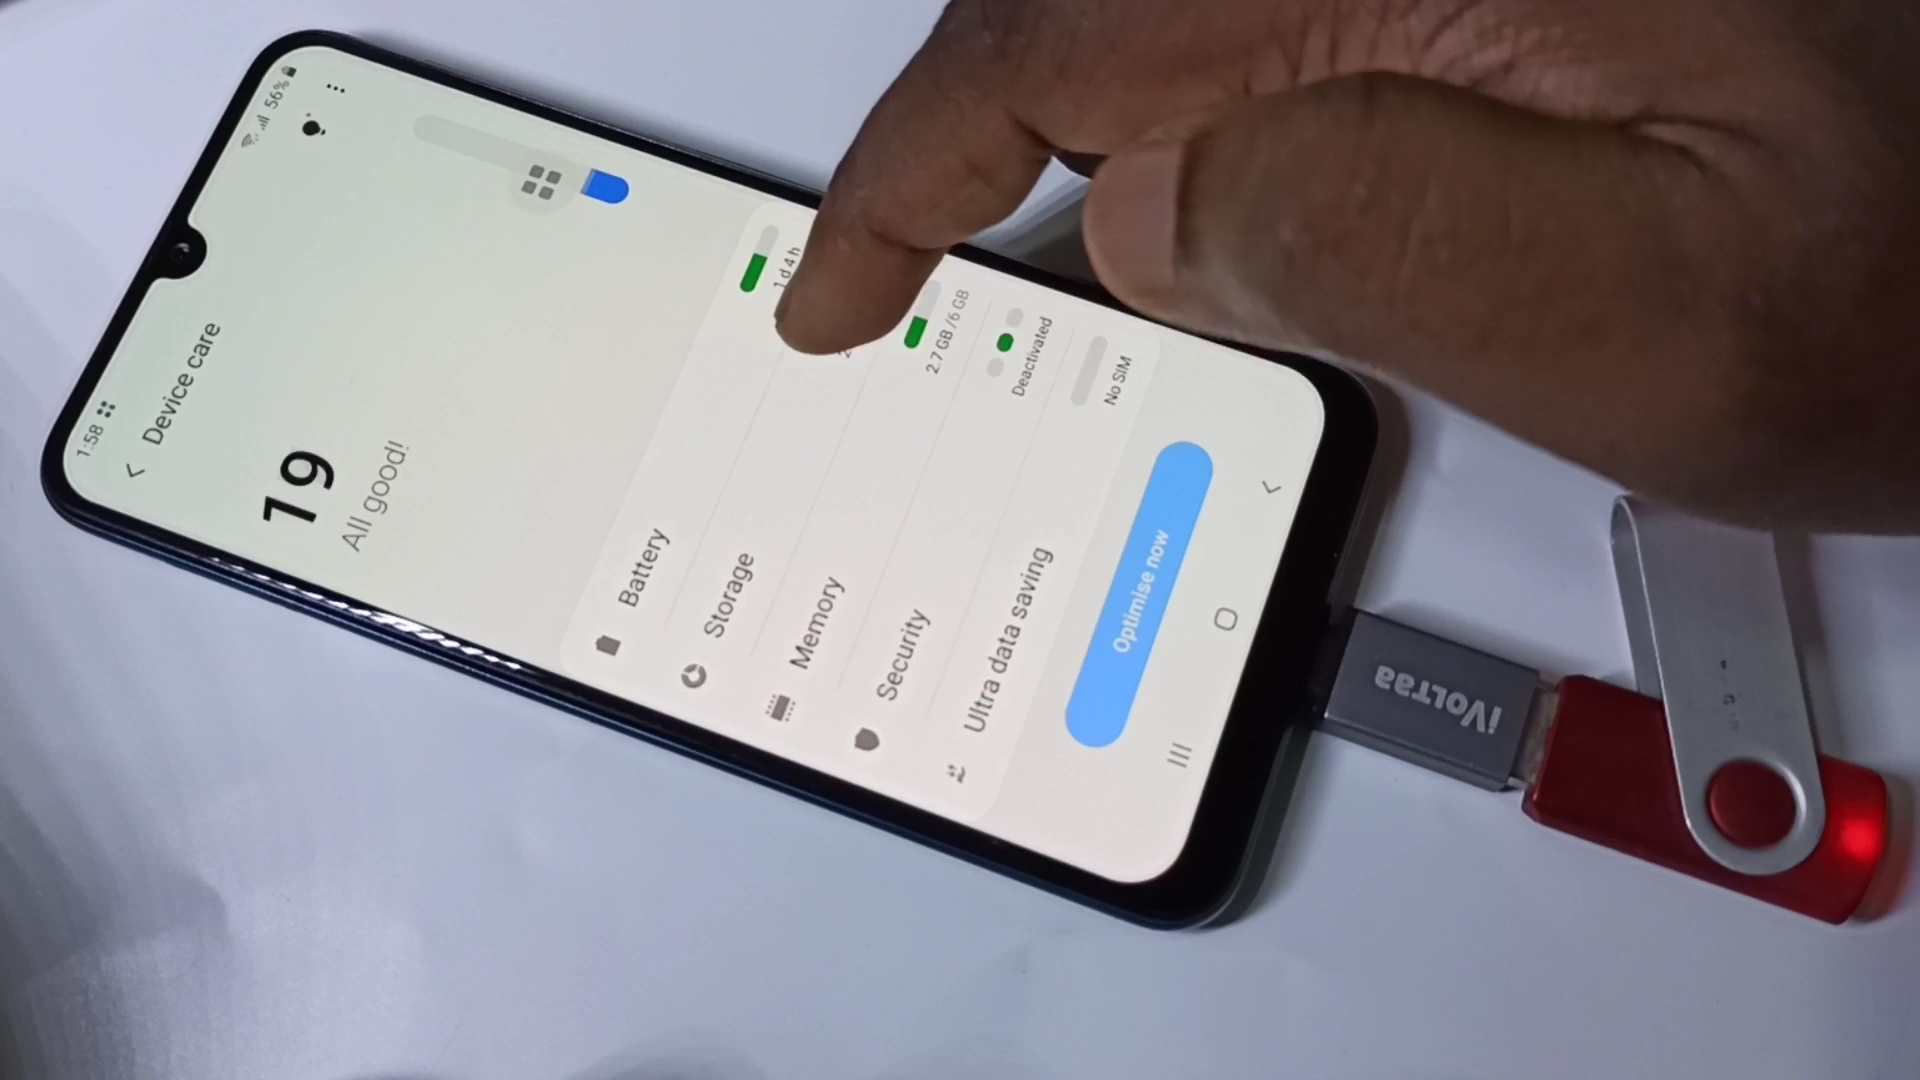 1:58
56%
Device care
19
All good!
Battery
1 d 4 h
Storage
Memory
2.7 GB /6 GB
Security
Deactivated
Ultra data saving
No SIM
Optimise now
iVoLTaa